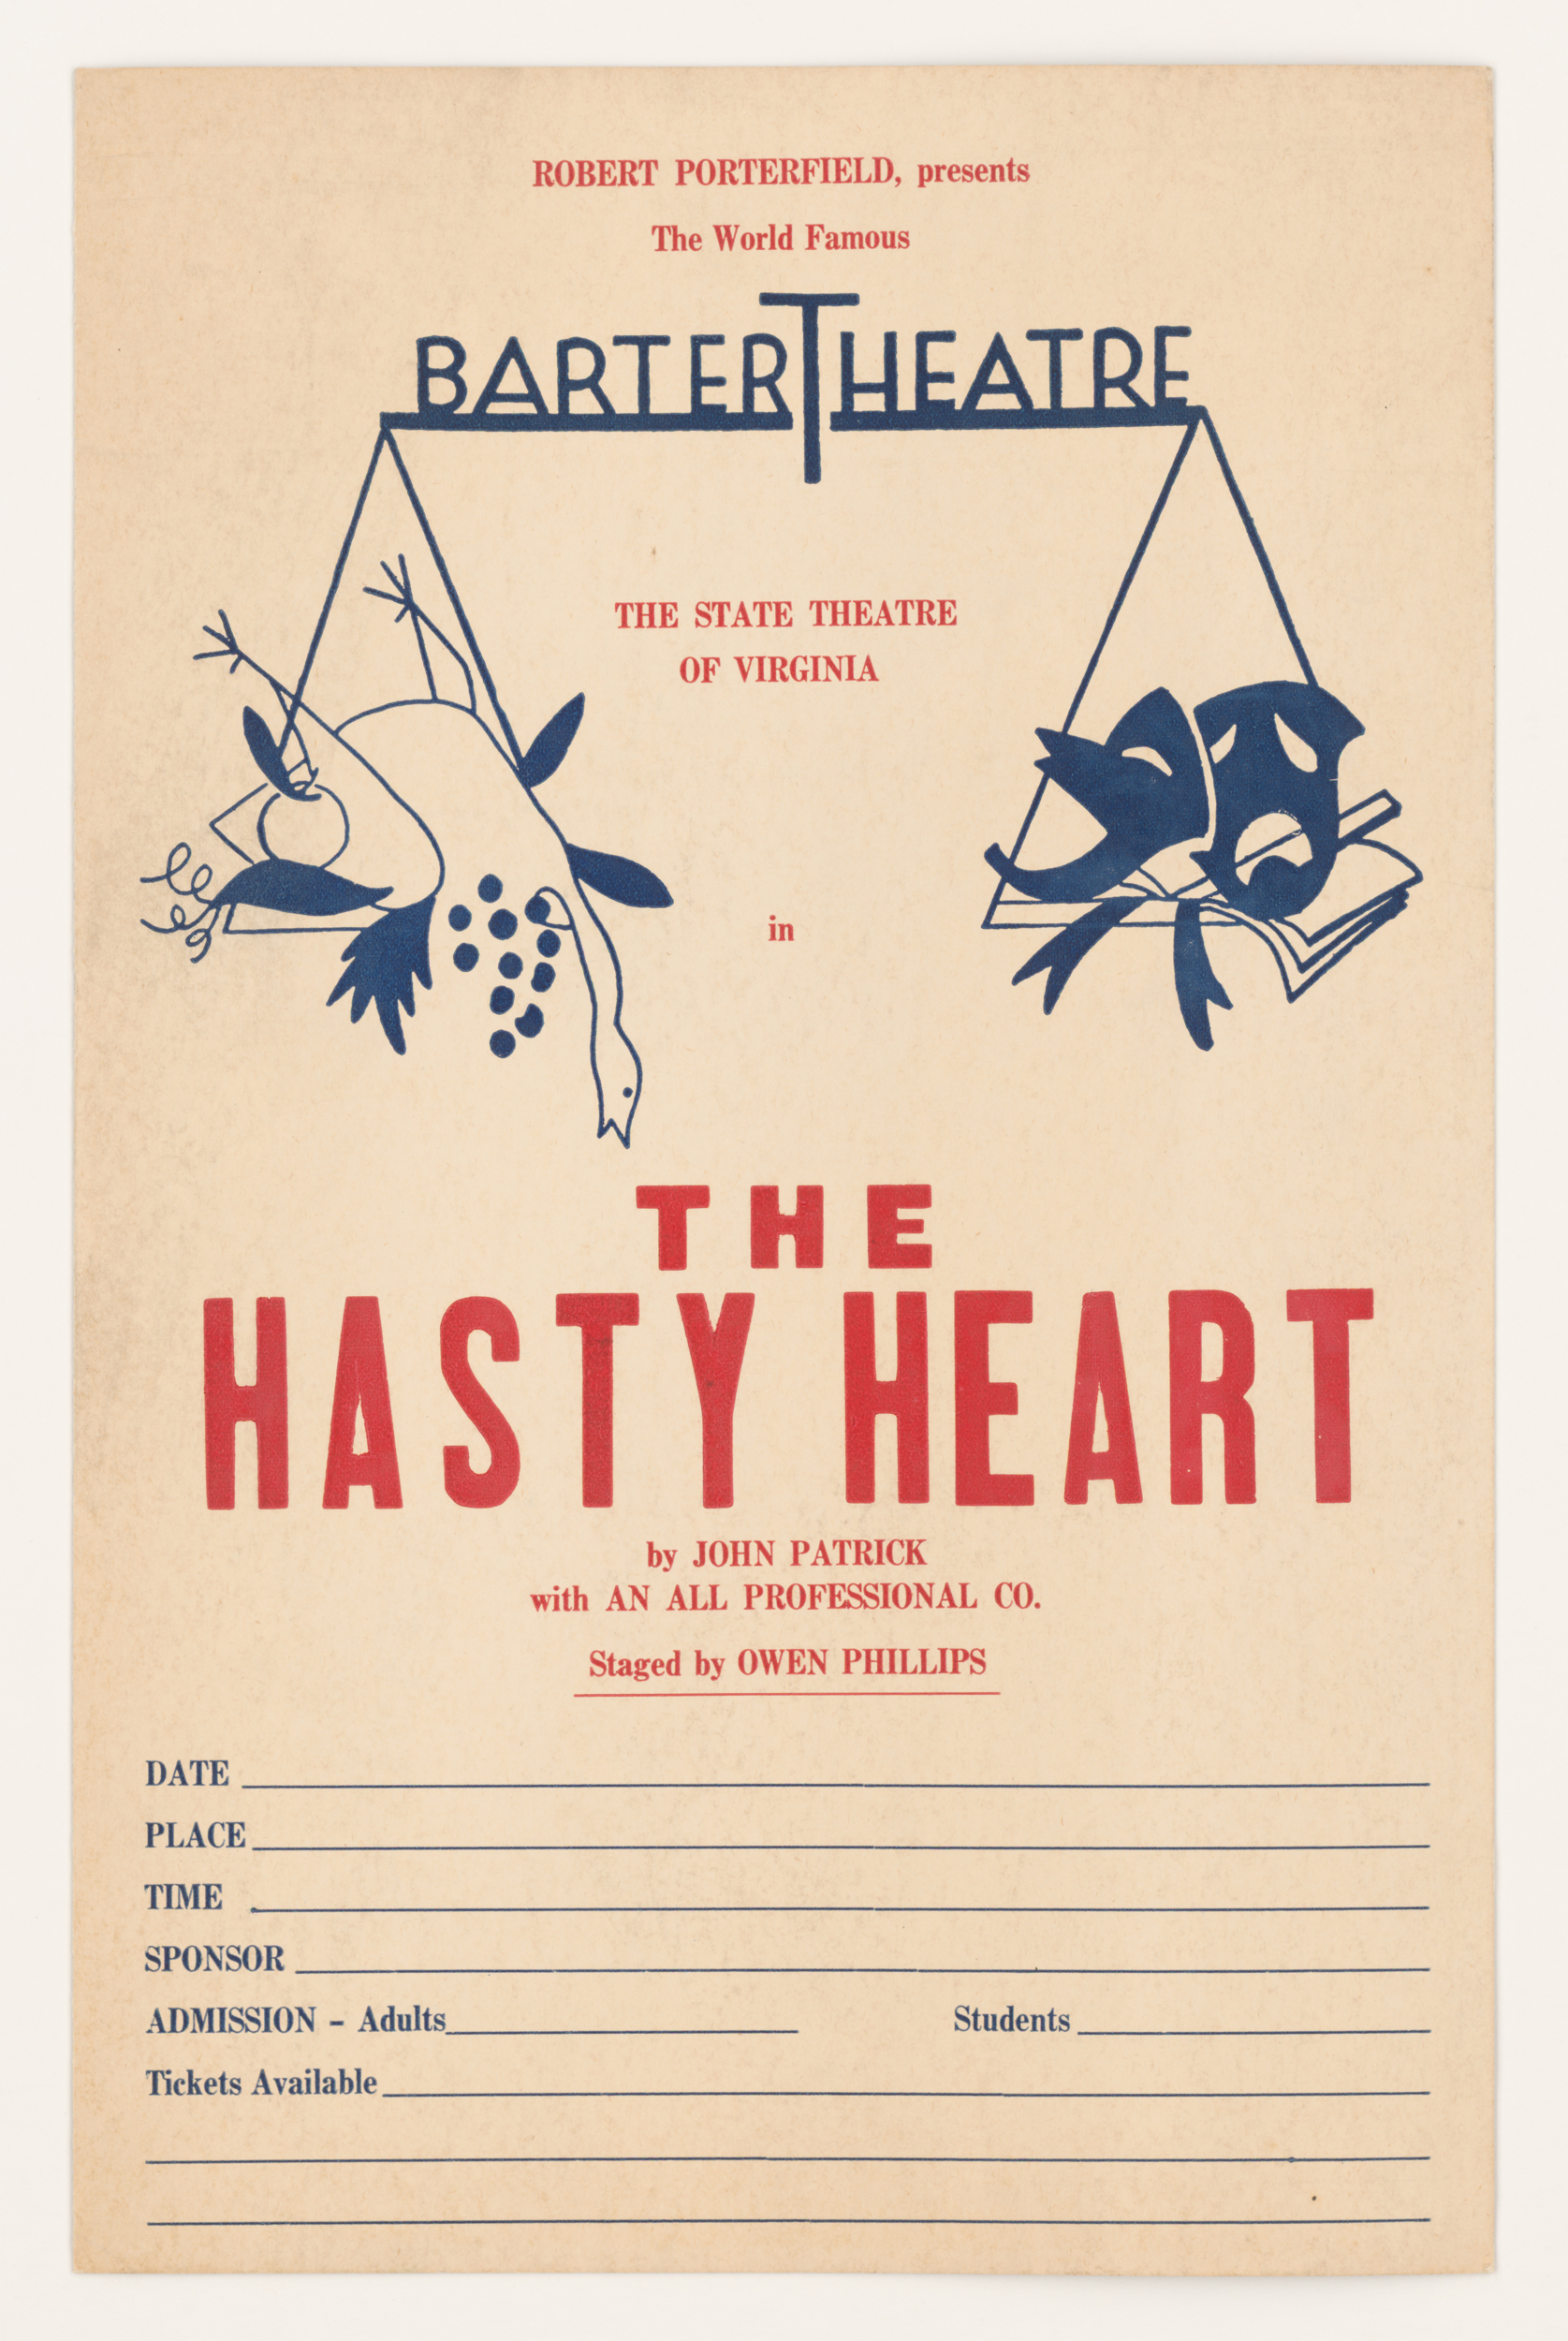 ROBERT PORTERFIELD, presents
The World Famous
BARTER THEATRE
THE STATE THEATRE
OF VIRGINIA
in
THE
HASTY HEART
by JOHN PATRICK
with AN ALL PROFESSIONAL CO.
Staged by OWEN PHILLIPS
DATE
PLACE
TIME
SPONSOR
ADMISSION – Adults Students
Tickets Available